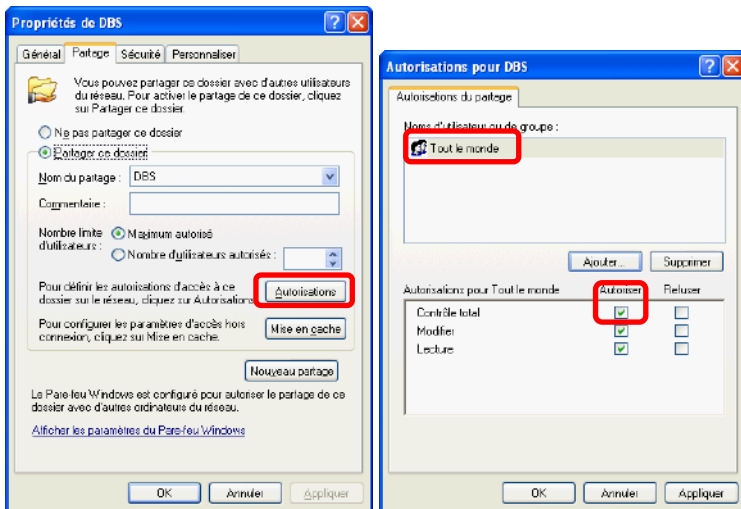 Propriétés de DBS
Général Partage Sécurité Personnaliser
Vous pouvez partager ce dossier avec d'autres utilisateurs
du réseau. Pour activer le partage de ce dossier, cliquez
sur Partager ce dossier.
Ne pas partager ce dossier
Partager ce dossier
Nom du partage : DBS
Commentaire :
Nombre limite
d'utilisateurs :
Maximum autorisé
Nombre d'utilisateurs autorisés :
Pour définir les autorisations d'accès à ce
dossier sur le réseau, cliquez sur Autorisations
Autorisations
Pour configurer les paramètres d'accès hors
connexion, cliquez sur Mise en cache.
Mise en cache
Nouveau partage
Le Pare-feu Windows est configuré pour autoriser le partage de ce
dossier avec d'autres ordinateurs du réseau.
Afficher les paramètres du Pare-feu Windows
OK Annuler Appliquer
Autorisations pour DBS
Autorisations du partage
Noms d'utilisateur ou de groupe :
Tout le monde
Ajouter... Supprimer
Autorisations pour Tout le monde Autoriser Refuser
Contrôle total
Modifier
Lecture
OK Annuler Appliquer